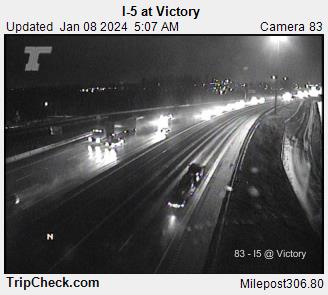 I-5 at Victory
Updated Jan 08 2024 5:07 AM Camera 83
T
N
83 - I5 @ Victory
TripCheck.com Milepost306.80